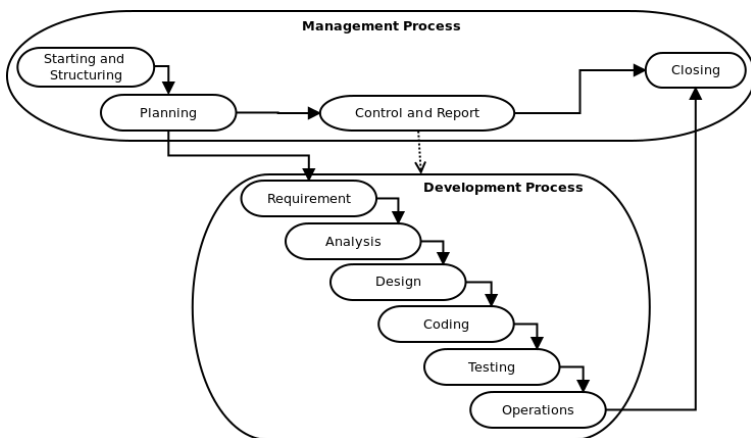 Management Process
Starting and
Structuring
Closing
Planning
Control and Report
Development Process
Requirement
Analysis
Design
Coding
Testing
Operations